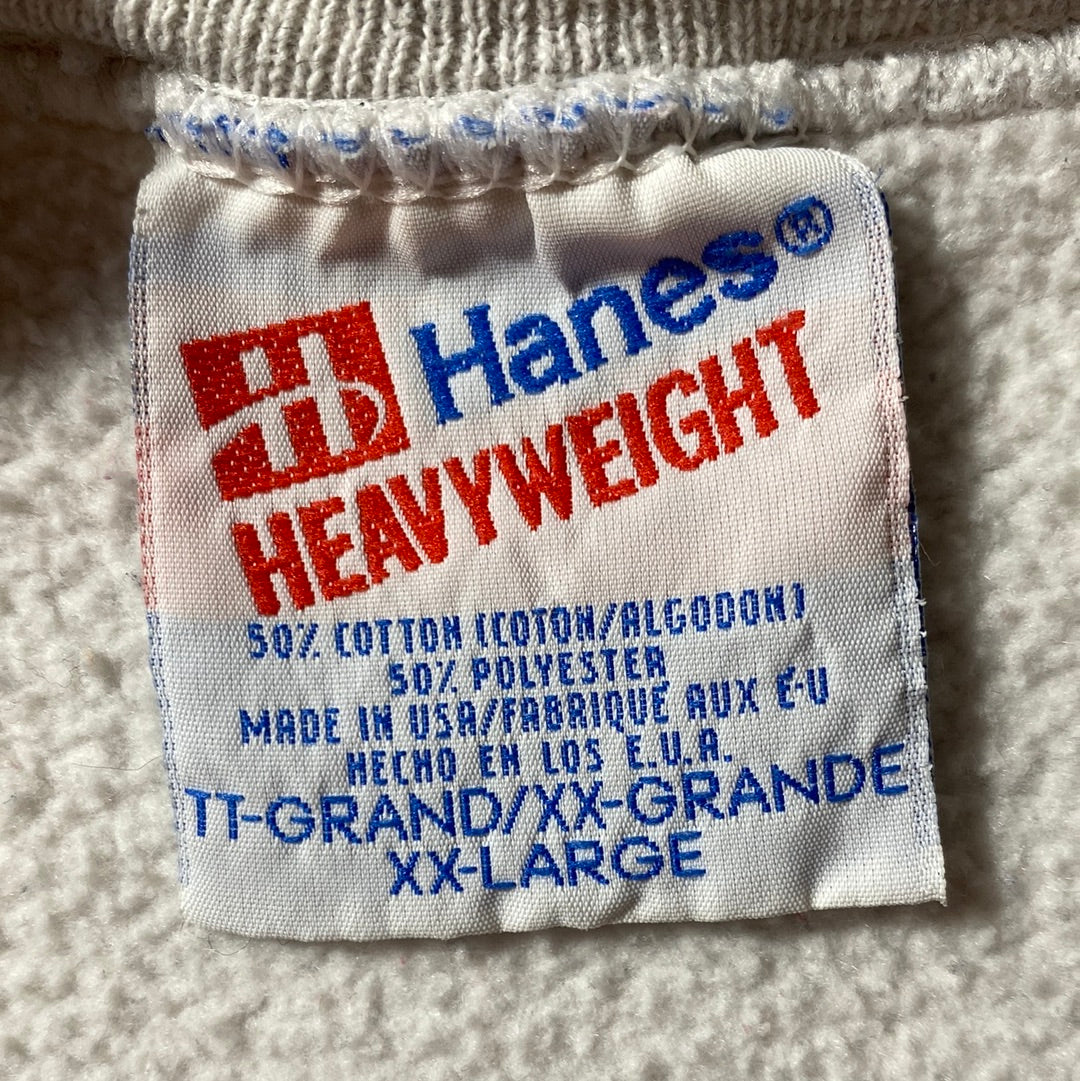 Hanes®
HEAVYWEIGHT
50% COTTON (COTON/ALGODON)
50% POLYESTER
MADE IN USA/FABRIQUÉ AUX É-U
HECHO EN LOS E.U.A.
TT-GRAND/XX-GRANDE
XX-LARGE